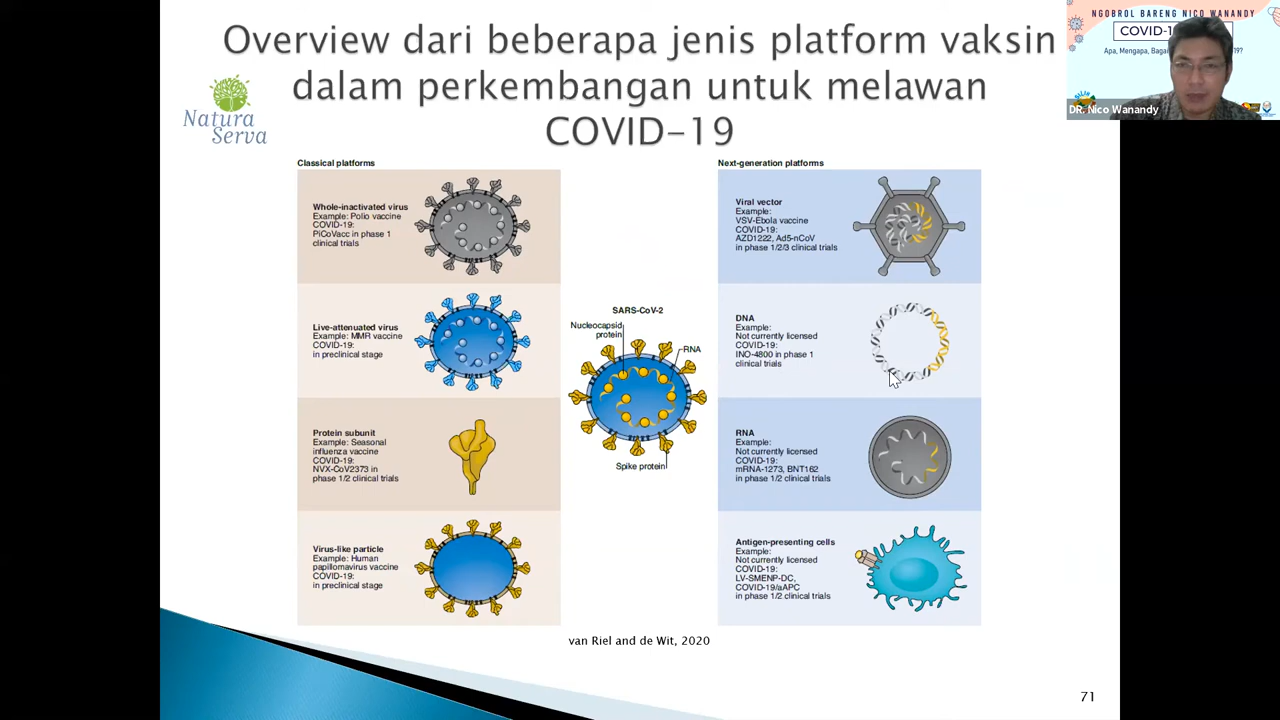 Overview dari beberapa jenis platform vaksin
dalam perkembangan untuk melawan
COVID-19
Natura
Serva
Classical platforms
Whole-inactivated virus
Example: Polio vaccine
COVID-19:
PiCoVacc in phase 1
clinical trials
Live-attenuated virus
Example: MMR vaccine
COVID-19:
in preclinical stage
Protein subunit
Example: Seasonal
influenza vaccine
COVID-19:
NVX-CoV2373 in
phase 1/2 clinical trials
Virus-like particle
Example: Human
papillomavirus vaccine
COVID-19:
in preclinical stage
SARS-CoV-2
Nucleocapsid
protein
RNA
Spike protein
Next-generation platforms
Viral vector
Example:
VSV-Ebola vaccine
COVID-19:
AZD1222, Ad5-nCoV
in phase 1/2/3 clinical trials
DNA
Example:
Not currently licensed
COVID-19:
INO-4800 in phase 1
clinical trials
RNA
Example:
Not currently licensed
COVID-19:
mRNA-1273, BNT162
in phase 1/2 clinical trials
Antigen-presenting cells
Example:
Not currently licensed
COVID-19:
LV-SMENP-DC,
COVID-19/aAPC
in phase 1/2 clinical trials
van Riel and de Wit, 2020
71
NGOBROL BARENG NICO WANANDY
COVID-1
Apa, Mengapa,
DR. Nico Wanandy